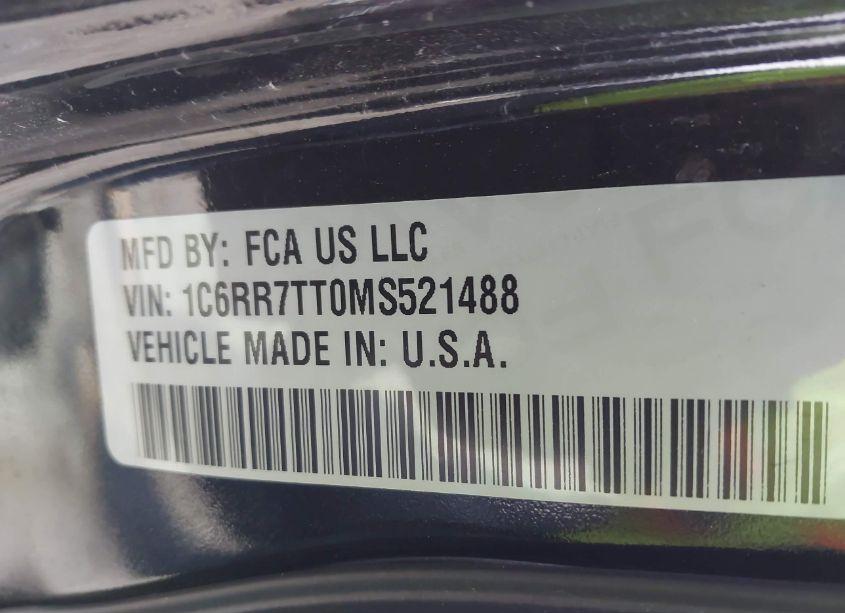 MFD BY: FCA US LLC
VIN: 1C6RR7TT0MS521488
VEHICLE MADE IN: U.S.A.